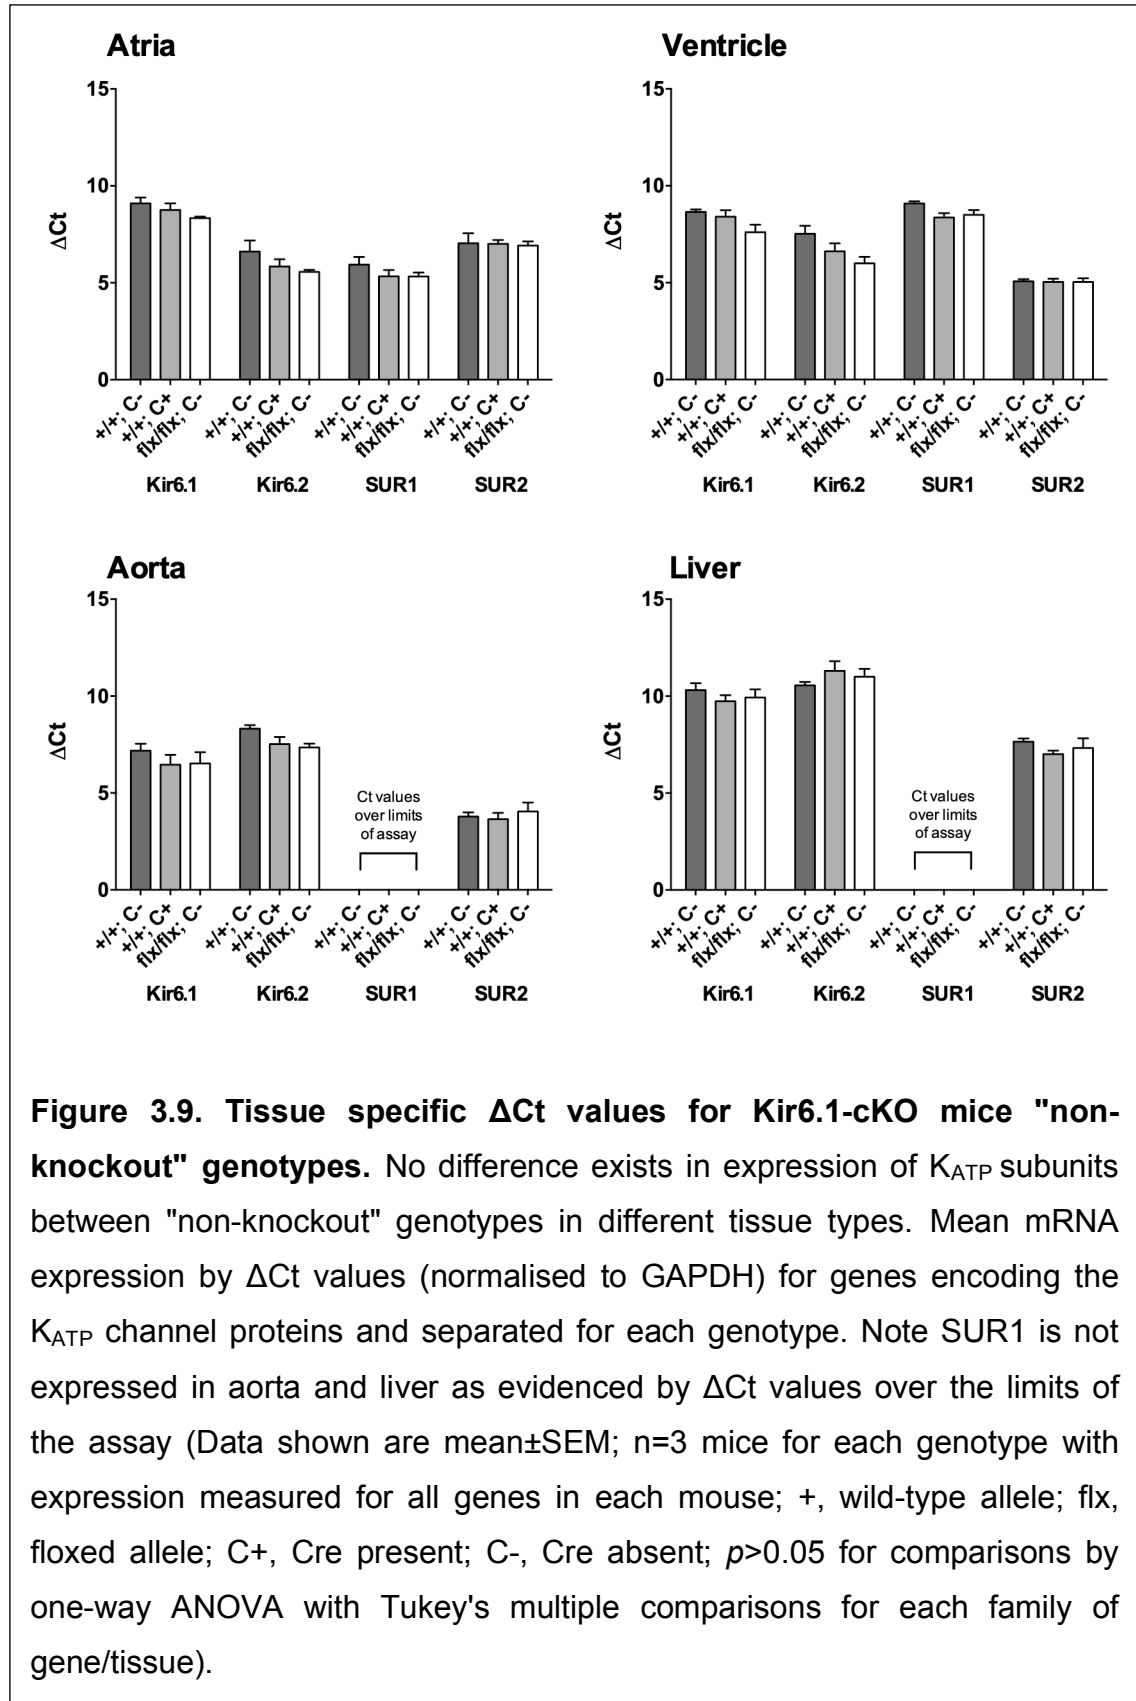 Atria
15
10
5
0
ΔCt
+/+; C-
+/+; C+
flx/flx; C-
+/+; C-
+/+; C+
flx/flx; C-
+/+; C-
+/+; C+
flx/flx; C-
+/+; C-
+/+; C+
flx/flx; C-
Kir6.1 Kir6.2 SUR1 SUR2
Ventricle
15
10
5
0
ΔCt
+/+; C-
+/+; C+
flx/flx; C-
+/+; C-
+/+; C+
flx/flx; C-
+/+; C-
+/+; C+
flx/flx; C-
+/+; C-
+/+; C+
flx/flx; C-
Kir6.1 Kir6.2 SUR1 SUR2
Aorta
15
10
5
0
ΔCt
Ct values
over limits
of assay
+/+; C-
+/+; C+
flx/flx; C-
+/+; C-
+/+; C+
flx/flx; C-
+/+; C-
+/+; C+
flx/flx; C-
+/+; C-
+/+; C+
flx/flx; C-
Kir6.1 Kir6.2 SUR1 SUR2
Liver
15
10
5
0
ΔCt
Ct values
over limits
of assay
+/+; C-
+/+; C+
flx/flx; C-
+/+; C-
+/+; C+
flx/flx; C-
+/+; C-
+/+; C+
flx/flx; C-
+/+; C-
+/+; C+
flx/flx; C-
Kir6.1 Kir6.2 SUR1 SUR2
Figure 3.9. Tissue specific ΔCt values for Kir6.1-cKO mice "non-
knockout" genotypes. No difference exists in expression of KATP subunits
between "non-knockout" genotypes in different tissue types. Mean mRNA
expression by ΔCt values (normalised to GAPDH) for genes encoding the
KATP channel proteins and separated for each genotype. Note SUR1 is not
expressed in aorta and liver as evidenced by ΔCt values over the limits of
the assay (Data shown are mean±SEM; n=3 mice for each genotype with
expression measured for all genes in each mouse; +, wild-type allele; flx,
floxed allele; C+, Cre present; C-, Cre absent; p>0.05 for comparisons by
one-way ANOVA with Tukey's multiple comparisons for each family of
gene/tissue).